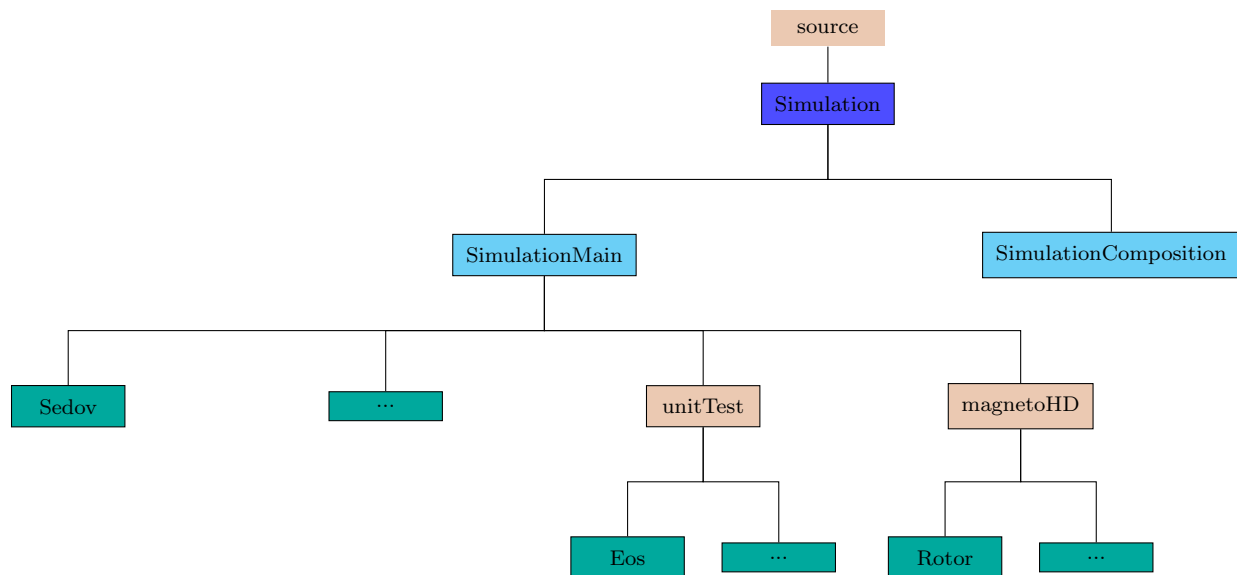 source
Simulation
SimulationMain
SimulationComposition
Sedov
...
unitTest
magnetoHD
Eos
...
Rotor
...